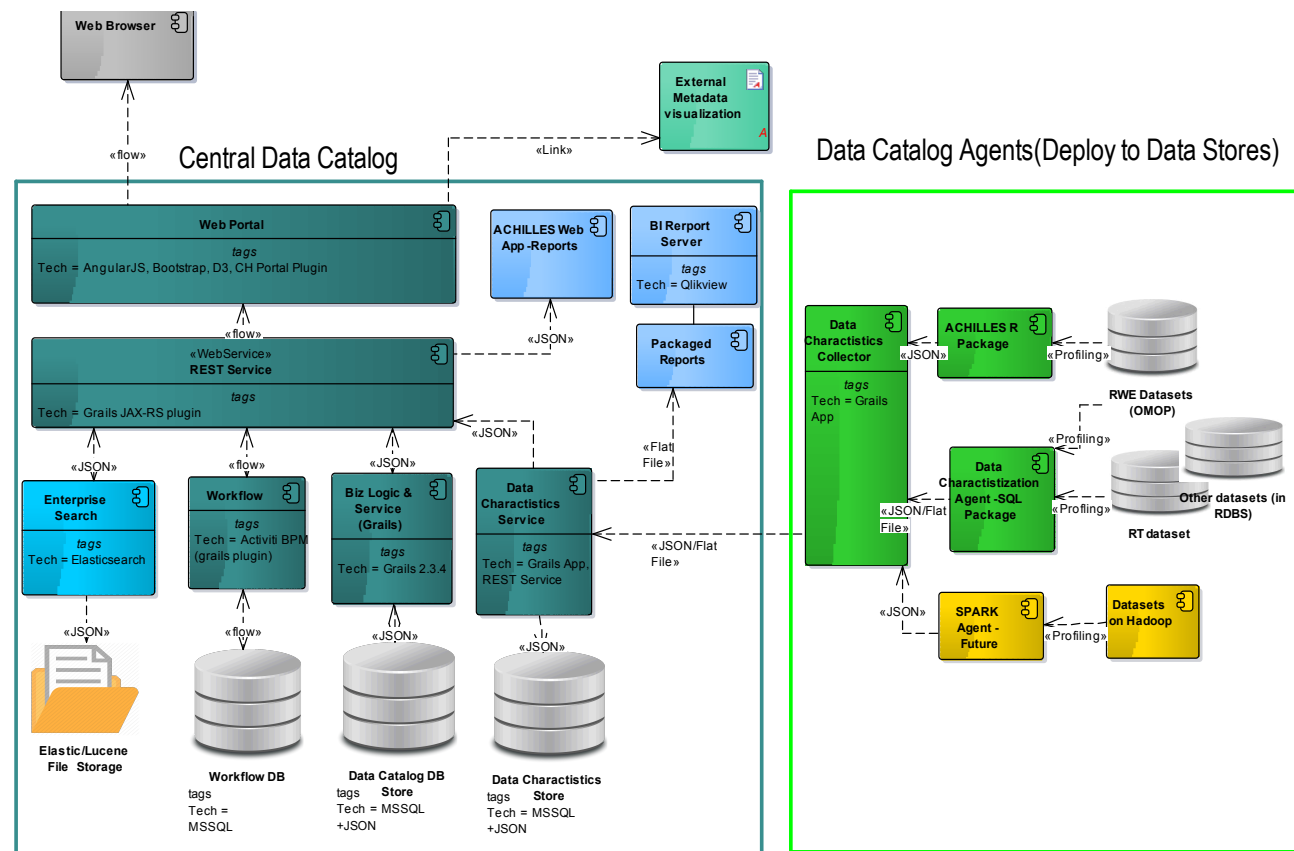 Web Browser
External
Metadata
visualization
A
«flow»
«Link»
Central Data Catalog
Data Catalog Agents(Deploy to Data Stores)
Web Portal
tags
Tech = AngularJS, Bootstrap, D3, CH Portal Plugin
ACHILLES Web
App -Reports
BI Rerport
Server
tags
Tech = Qlikview
«flow»
«JSON»
Packaged
Reports
«WebService»
REST Service
tags
Tech = Grails JAX-RS plugin
«JSON»
«flow»
«JSON»
«JSON»
«Flat
File»
Enterprise
Search
tags
Tech = Elasticsearch
Workflow
tags
Tech = Activiti BPM
(grails plugin)
Biz Logic &
Service
(Grails)
tags
Tech = Grails 2.3.4
Data
Charactistics
Service
tags
Tech = Grails App,
REST Service
«JSON/Flat
File»
«JSON»
«flow»
«JSON»
«JSON»
Elastic/Lucene
File Storage
Workflow DB
tags
Tech =
MSSQL
Data Catalog DB
Store
tags
Tech = MSSQL
+JSON
Data Charactistics
Store
tags
Tech = MSSQL
+JSON
Data
Charactistics
Collector
tags
Tech = Grails
App
«JSON»
ACHILLES R
Package
«Profiling»
RWE Datasets
(OMOP)
«Profiling»
Data
Charactistization
Agent -SQL
Package
«JSON/Flat
File»
«Profiing»
Other datasets (in
RDBS)
RT dataset
«JSON»
SPARK
Agent -
Future
«Profiling»
Datasets
on Hadoop